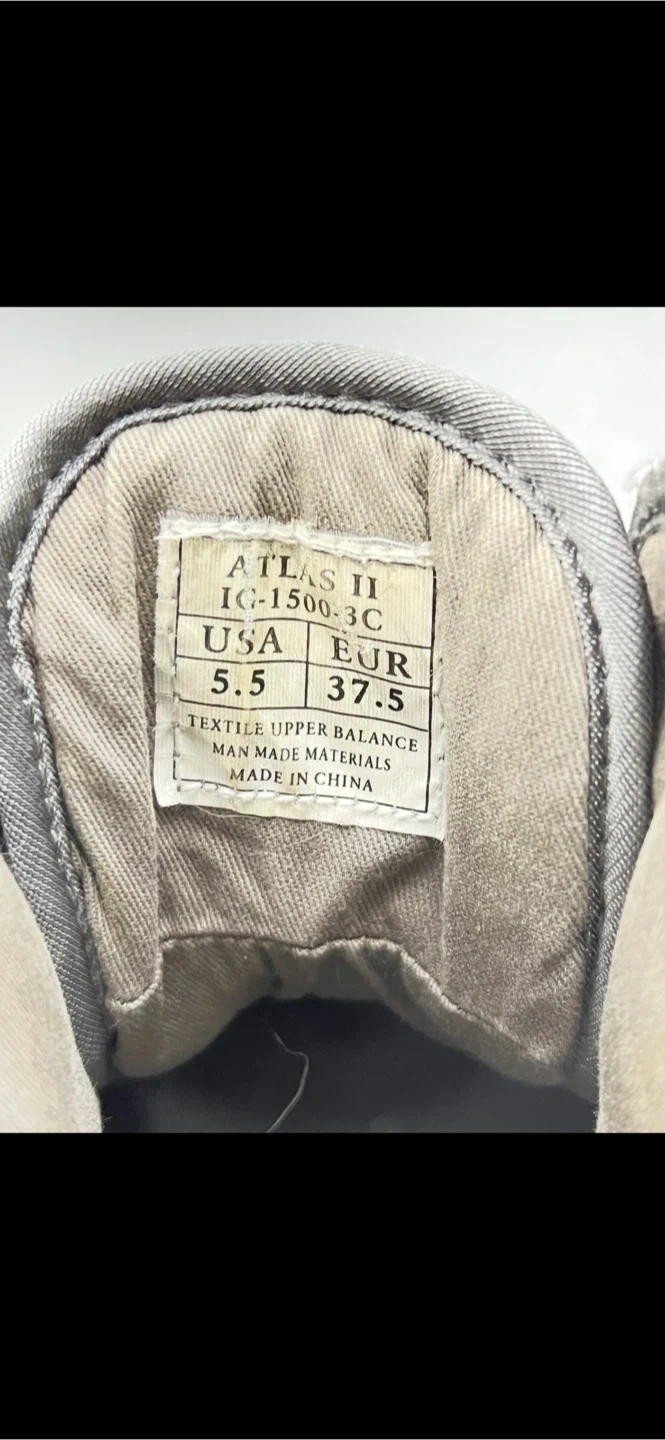 ATLAS II
IG-1500-3C
USA EUR
5.5 37.5
TEXTILE UPPER BALANCE
MAN MADE MATERIALS
MADE IN CHINA